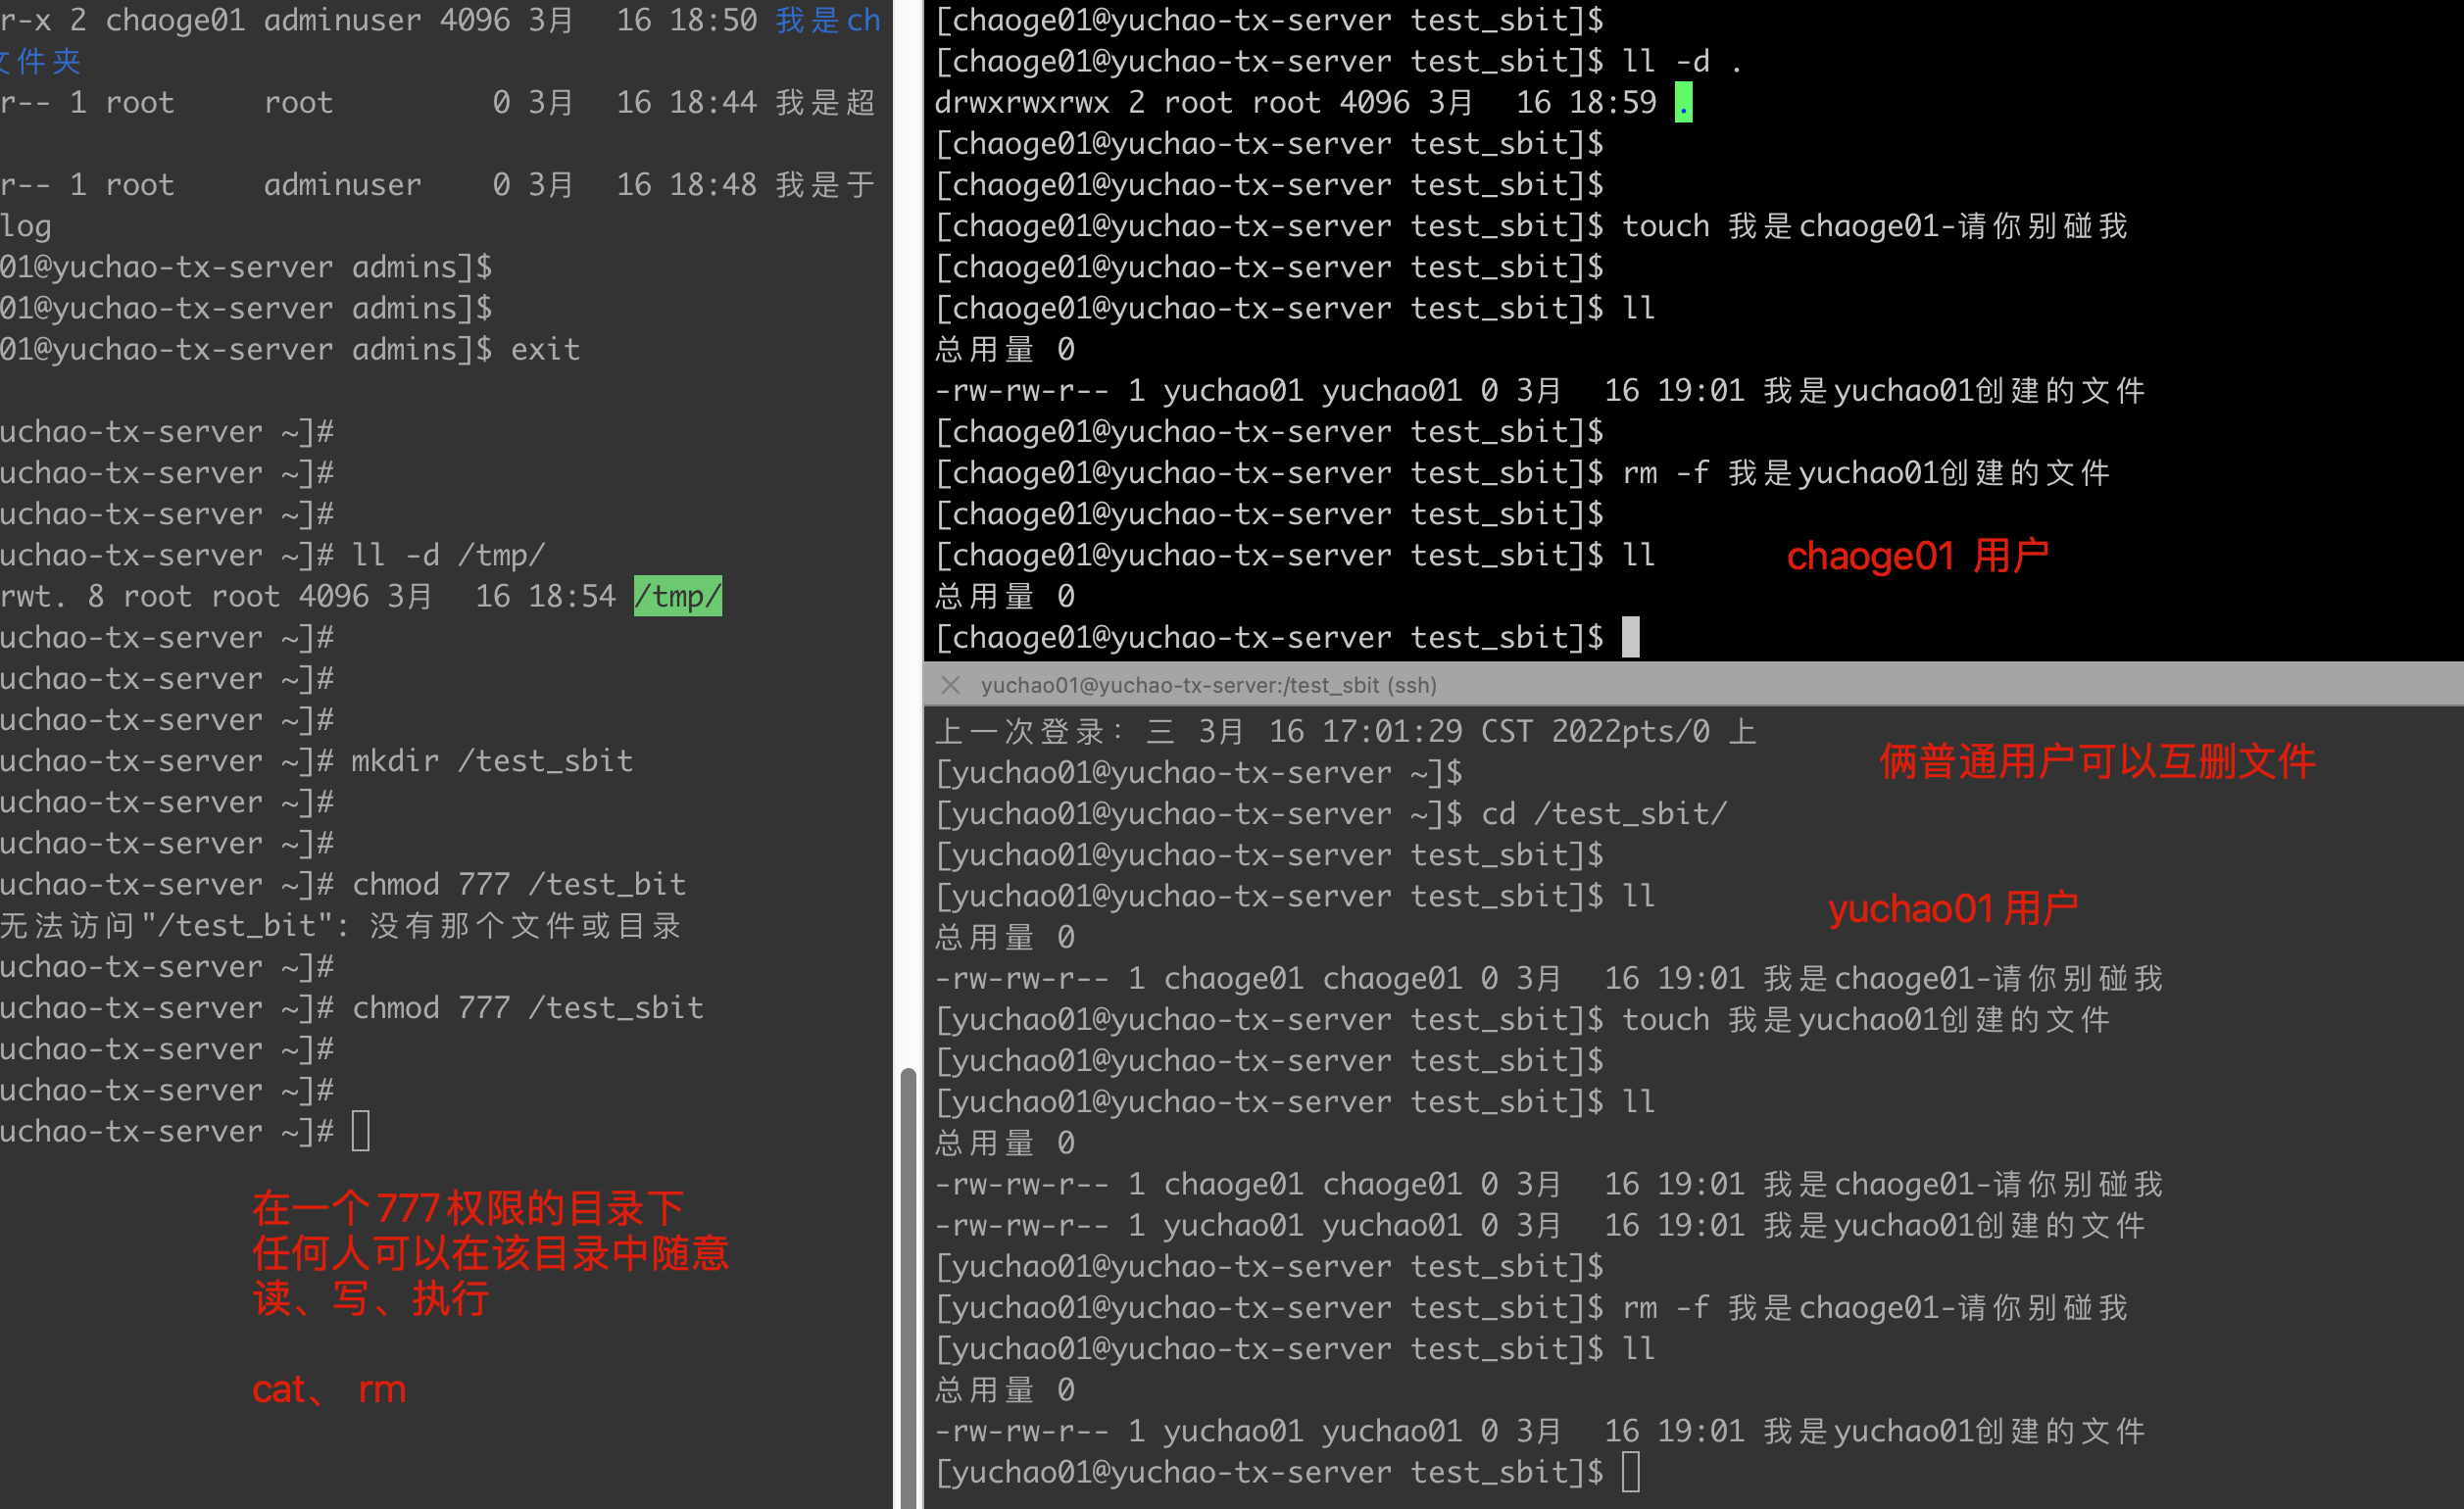 r-x 2 chaoge01 adminuser 4096 3月  16 18:50 我是ch
文件夹
r-- 1 root     root         0 3月  16 18:44 我是超
r-- 1 root     adminuser    0 3月  16 18:48 我是于
log
01@yuchao-tx-server admins]$
01@yuchao-tx-server admins]$
01@yuchao-tx-server admins]$ exit
uchao-tx-server ~]#
uchao-tx-server ~]#
uchao-tx-server ~]#
uchao-tx-server ~]# ll -d /tmp/
rwt. 8 root root 4096 3月  16 18:54 /tmp/
uchao-tx-server ~]#
uchao-tx-server ~]#
uchao-tx-server ~]#
uchao-tx-server ~]# mkdir /test_sbit
uchao-tx-server ~]#
uchao-tx-server ~]#
uchao-tx-server ~]# chmod 777 /test_bit
无法访问"/test_bit": 没有那个文件或目录
uchao-tx-server ~]#
uchao-tx-server ~]# chmod 777 /test_sbit
uchao-tx-server ~]#
uchao-tx-server ~]#
uchao-tx-server ~]#
在一个777权限的目录下
任何人可以在该目录中随意
读、写、执行
cat、 rm
[chaoge01@yuchao-tx-server test_sbit]$
[chaoge01@yuchao-tx-server test_sbit]$ ll -d .
drwxrwxrwx 2 root root 4096 3月  16 18:59 .
[chaoge01@yuchao-tx-server test_sbit]$
[chaoge01@yuchao-tx-server test_sbit]$
[chaoge01@yuchao-tx-server test_sbit]$ touch 我是chaoge01-请你别碰我
[chaoge01@yuchao-tx-server test_sbit]$
[chaoge01@yuchao-tx-server test_sbit]$ ll
总用量 0
-rw-rw-r-- 1 yuchao01 yuchao01 0 3月  16 19:01 我是yuchao01创建的文件
[chaoge01@yuchao-tx-server test_sbit]$
[chaoge01@yuchao-tx-server test_sbit]$ rm -f 我是yuchao01创建的文件
[chaoge01@yuchao-tx-server test_sbit]$
[chaoge01@yuchao-tx-server test_sbit]$ ll
chaoge01 用户
总用量 0
[chaoge01@yuchao-tx-server test_sbit]$
yuchao01@yuchao-tx-server:/test_sbit (ssh)
上一次登录: 三 3月 16 17:01:29 CST 2022pts/0 上
俩普通用户可以互删文件
[yuchao01@yuchao-tx-server ~]$
[yuchao01@yuchao-tx-server ~]$ cd /test_sbit/
[yuchao01@yuchao-tx-server test_sbit]$
[yuchao01@yuchao-tx-server test_sbit]$ ll
yuchao01 用户
总用量 0
-rw-rw-r-- 1 chaoge01 chaoge01 0 3月  16 19:01 我是chaoge01-请你别碰我
[yuchao01@yuchao-tx-server test_sbit]$ touch 我是yuchao01创建的文件
[yuchao01@yuchao-tx-server test_sbit]$
[yuchao01@yuchao-tx-server test_sbit]$ ll
总用量 0
-rw-rw-r-- 1 chaoge01 chaoge01 0 3月  16 19:01 我是chaoge01-请你别碰我
-rw-rw-r-- 1 yuchao01 yuchao01 0 3月  16 19:01 我是yuchao01创建的文件
[yuchao01@yuchao-tx-server test_sbit]$
[yuchao01@yuchao-tx-server test_sbit]$ rm -f 我是chaoge01-请你别碰我
[yuchao01@yuchao-tx-server test_sbit]$ ll
总用量 0
-rw-rw-r-- 1 yuchao01 yuchao01 0 3月  16 19:01 我是yuchao01创建的文件
[yuchao01@yuchao-tx-server test_sbit]$